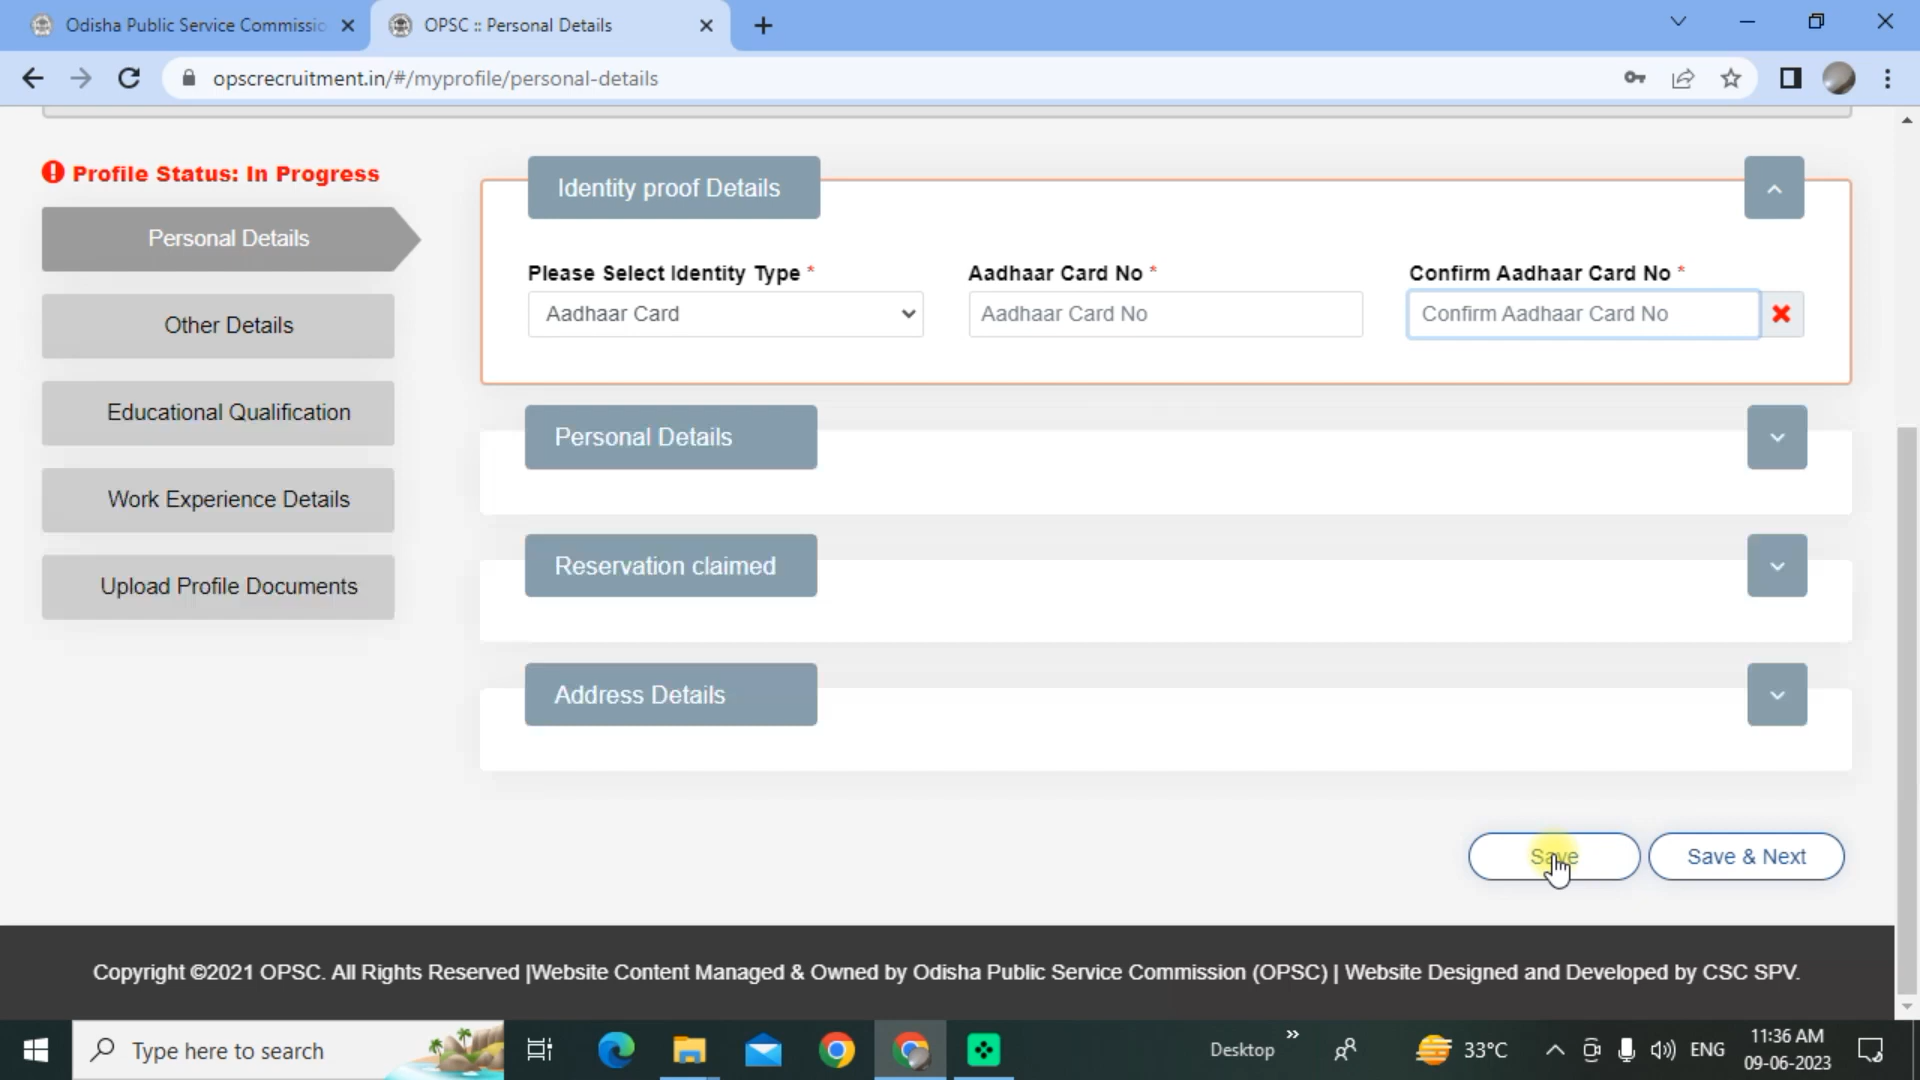 Odisha Public Service Commissio
OPSC :: Personal Details
opscrecruitment.in/#/myprofile/personal-details
Profile Status: In Progress
Personal Details
Other Details
Educational Qualification
Work Experience Details
Upload Profile Documents
Identity proof Details
Please Select Identity Type *
Aadhaar Card
Aadhaar Card No *
Aadhaar Card No
Confirm Aadhaar Card No *
Confirm Aadhaar Card No
Personal Details
Reservation claimed
Address Details
Save
Save & Next
Copyright ©2021 OPSC. All Rights Reserved |Website Content Managed & Owned by Odisha Public Service Commission (OPSC) | Website Designed and Developed by CSC SPV.
Type here to search
Desktop
33°C
ENG
11:36 AM
09-06-2023